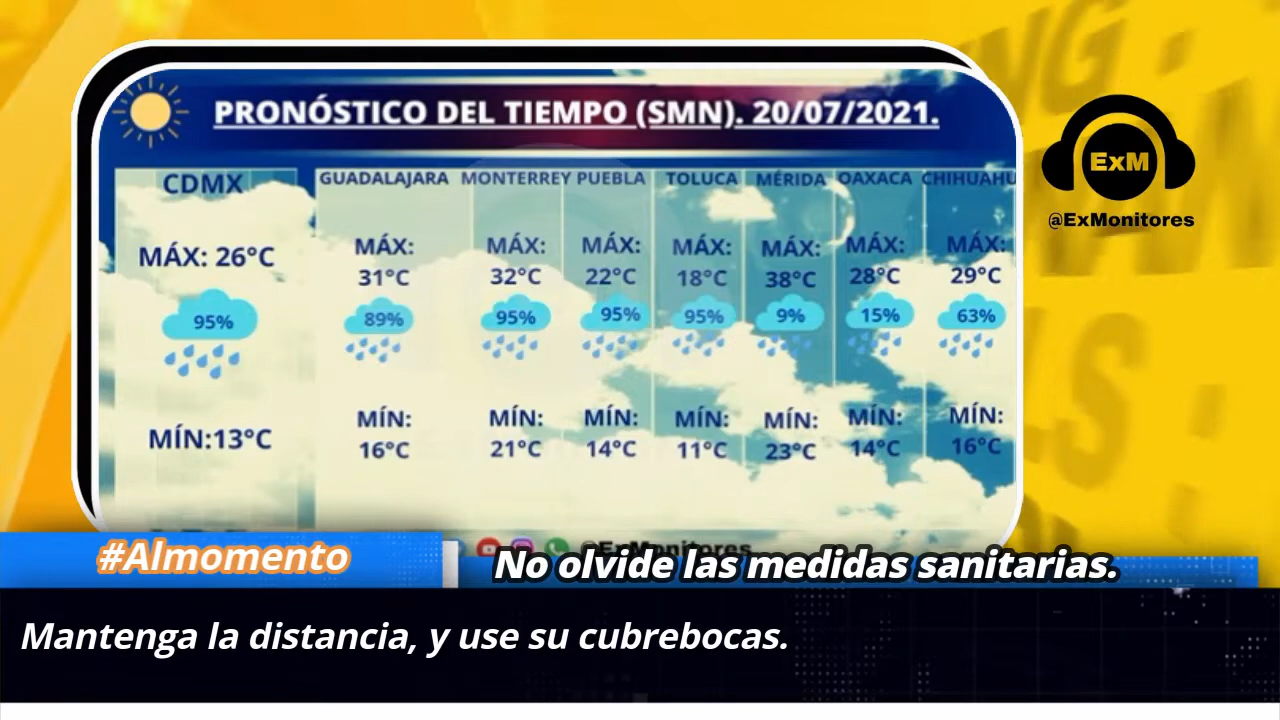 PRONÓSTICO DEL TIEMPO (SMN). 20/07/2021.
ExM
@ExMonitores
CDMX
GUADALAJARA MONTERREY PUEBLA TOLUCA MÉRIDA OAXACA CHIHUAHU
MÁX: 26°C
MÁX: MÁX: MÁX: MÁX: MÁX: MÁX: MÁX:
31°C 32°C 22°C 18°C 38°C 28°C 29°C
95% 89% 95% 95% 95% 9% 15% 63%
MÍN:13°C
MÍN: MÍN: MÍN: MÍN: MÍN: MÍN: MÍN:
16°C 21°C 14°C 11°C 23°C 14°C 16°C
@ExMonitores
#Almomento
No olvide las medidas sanitarias.
Mantenga la distancia, y use su cubrebocas.